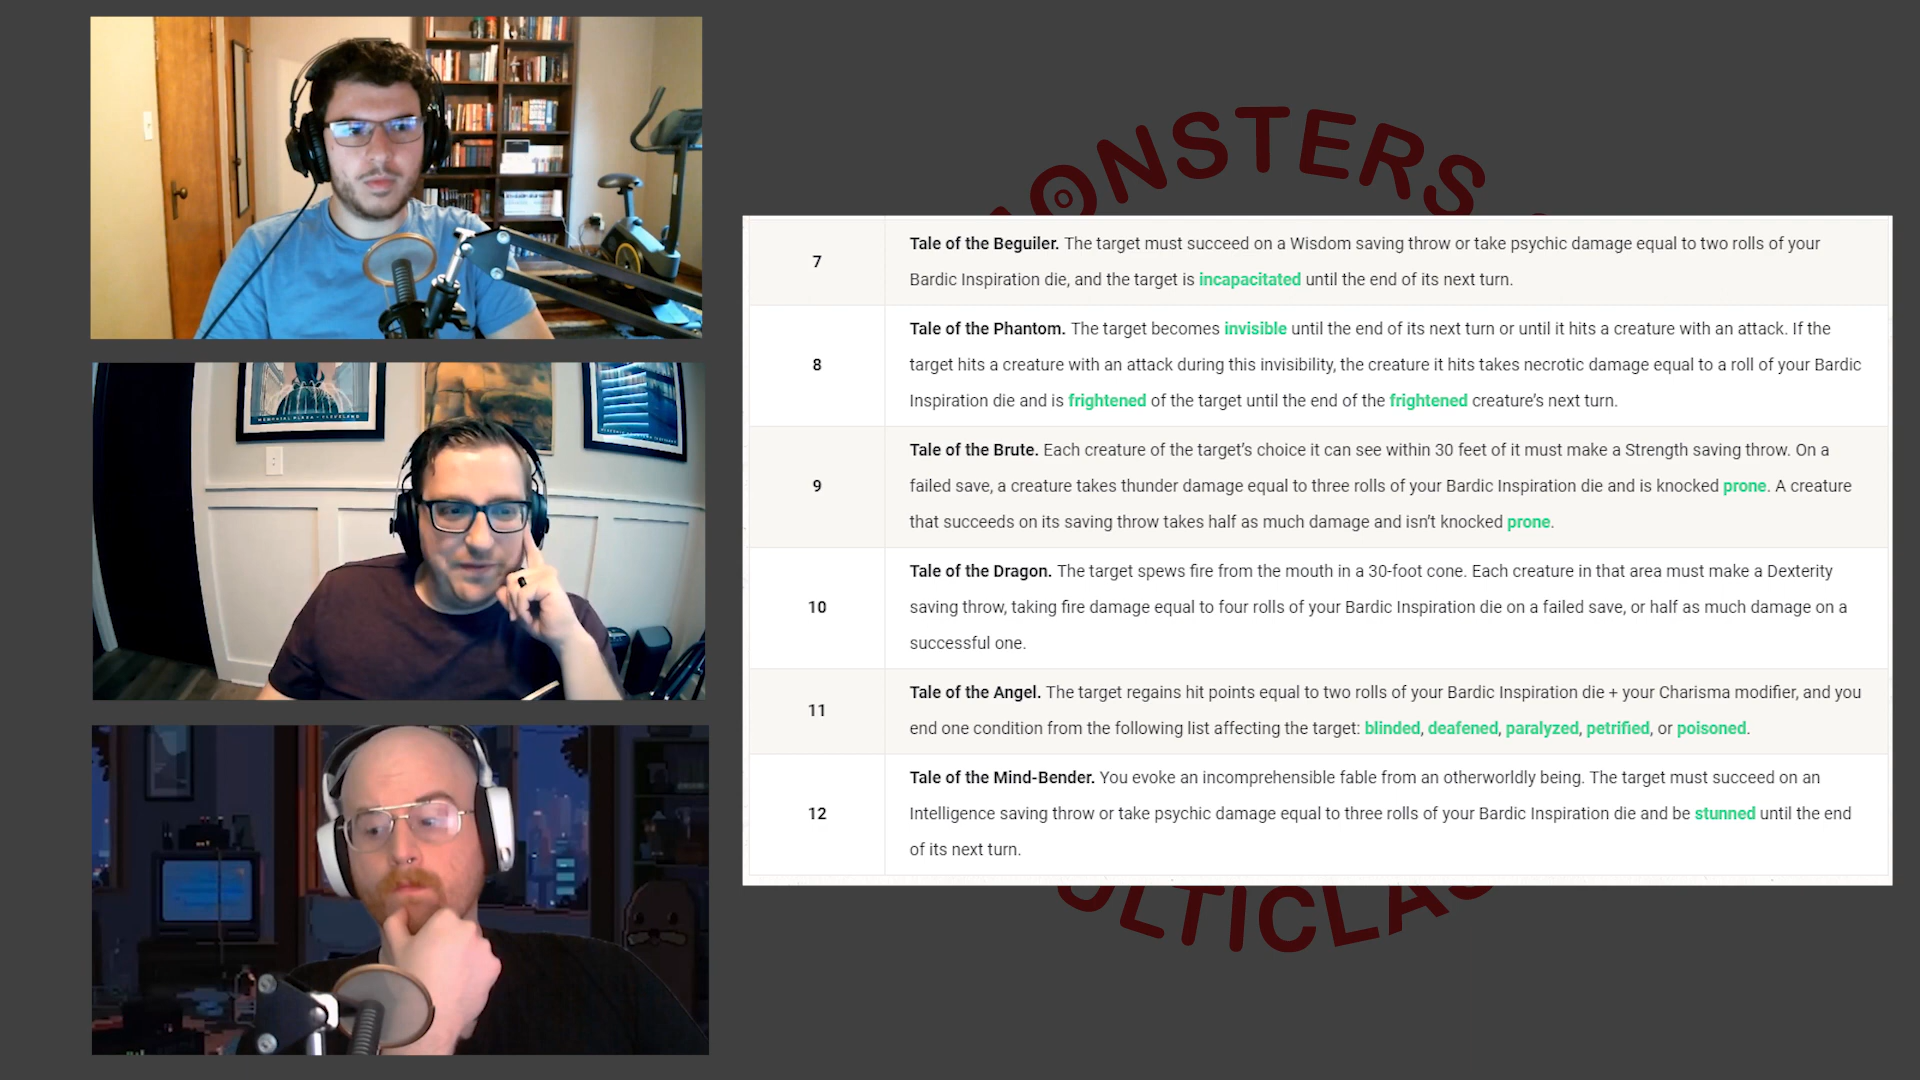 ONSTERS
7
Tale of the Beguiler. The target must succeed on a Wisdom saving throw or take psychic damage equal to two rolls of your
Bardic Inspiration die, and the target is incapacitated until the end of its next turn.
8
Tale of the Phantom. The target becomes invisible until the end of its next turn or until it hits a creature with an attack. If the
target hits a creature with an attack during this invisibility, the creature it hits takes necrotic damage equal to a roll of your Bardic
Inspiration die and is frightened of the target until the end of the frightened creature’s next turn.
9
Tale of the Brute. Each creature of the target’s choice it can see within 30 feet of it must make a Strength saving throw. On a
failed save, a creature takes thunder damage equal to three rolls of your Bardic Inspiration die and is knocked prone. A creature
that succeeds on its saving throw takes half as much damage and isn’t knocked prone.
10
Tale of the Dragon. The target spews fire from the mouth in a 30-foot cone. Each creature in that area must make a Dexterity
saving throw, taking fire damage equal to four rolls of your Bardic Inspiration die on a failed save, or half as much damage on a
successful one.
11
Tale of the Angel. The target regains hit points equal to two rolls of your Bardic Inspiration die + your Charisma modifier, and you
end one condition from the following list affecting the target: blinded, deafened, paralyzed, petrified, or poisoned.
12
Tale of the Mind-Bender. You evoke an incomprehensible fable from an otherworldly being. The target must succeed on an
Intelligence saving throw or take psychic damage equal to three rolls of your Bardic Inspiration die and be stunned until the end
of its next turn.
ULTICLAS